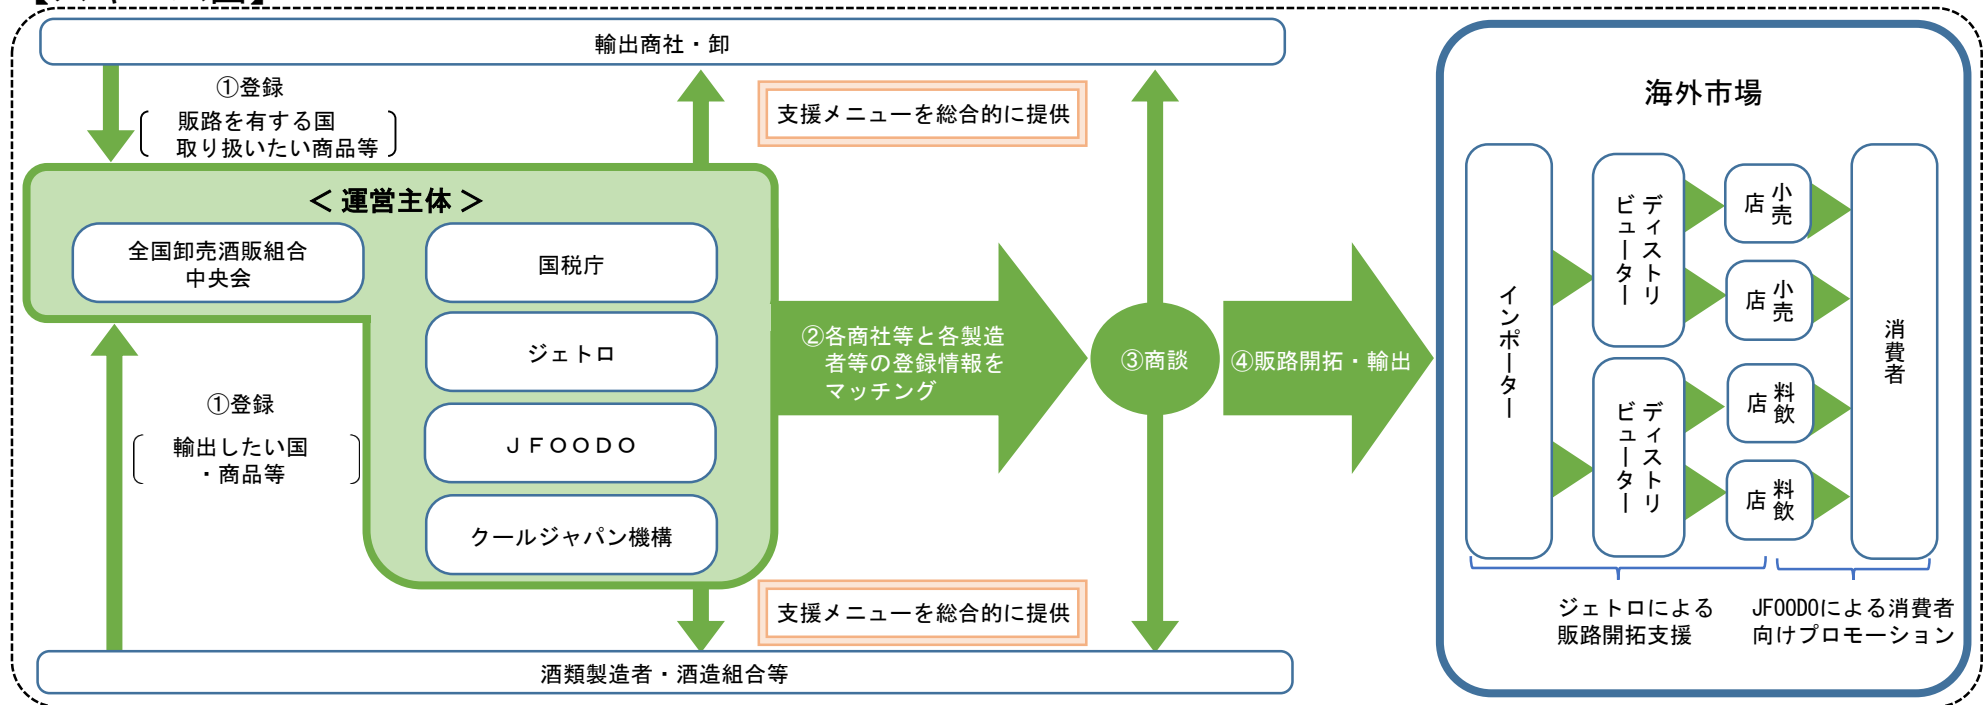 輸出商社・卸
①登録
販路を有する国
取り扱いたい商品等
支援メニューを総合的に提供
＜運営主体＞
全国卸売酒販組合
中央会
国税庁
ジェトロ
ＪＦＯＯＤＯ
クールジャパン機構
①登録
輸出したい国
・商品等
②各商社等と各製造
者等の登録情報を
マッチング
③商談
④販路開拓・輸出
支援メニューを総合的に提供
酒類製造者・酒造組合等
海外市場
インポーター
ディストリ
ビューター
ディストリ
ビューター
小売
店
小売
店
料飲
店
料飲
店
消費者
ジェトロによる
販路開拓支援
JFOODOによる消費者
向けプロモーション